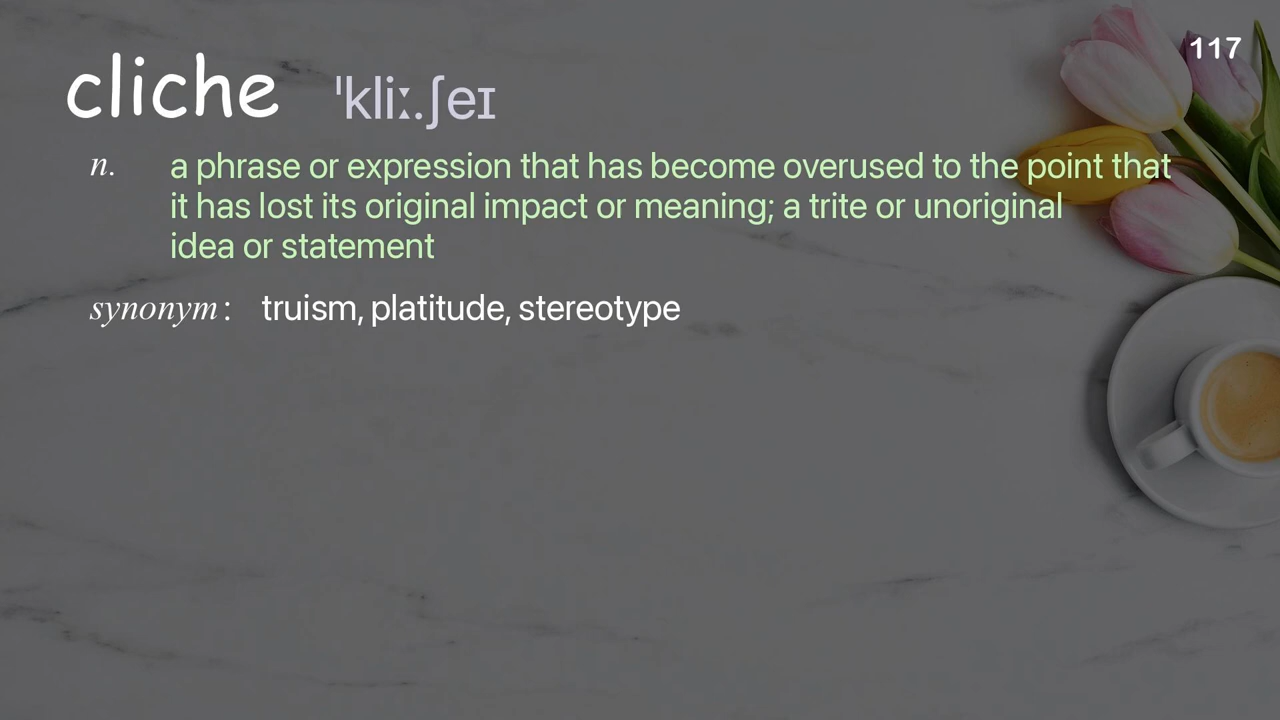 117
cliche ˈkliː.ʃeɪ
n. a phrase or expression that has become overused to the point that
it has lost its original impact or meaning; a trite or unoriginal
idea or statement
synonym : truism, platitude, stereotype